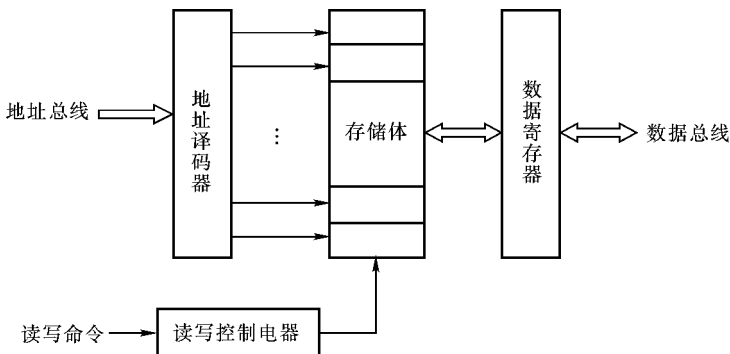 地址总线
地址译码器
⋮
存储体
数据寄存器
数据总线
读写命令
读写控制电器